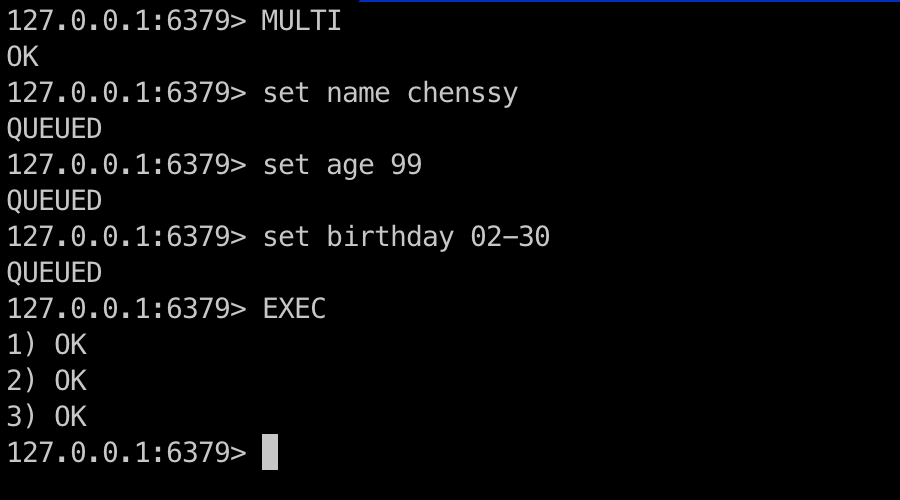 127.0.0.1:6379> MULTI
OK
127.0.0.1:6379> set name chenssy
QUEUED
127.0.0.1:6379> set age 99
QUEUED
127.0.0.1:6379> set birthday 02-30
QUEUED
127.0.0.1:6379> EXEC
1) OK
2) OK
3) OK
127.0.0.1:6379>